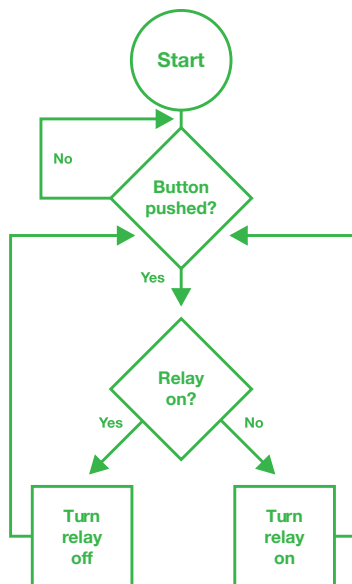 Start
No
Button
pushed?
Yes
Relay
on?
Yes
No
Turn
relay
off
Turn
relay
on